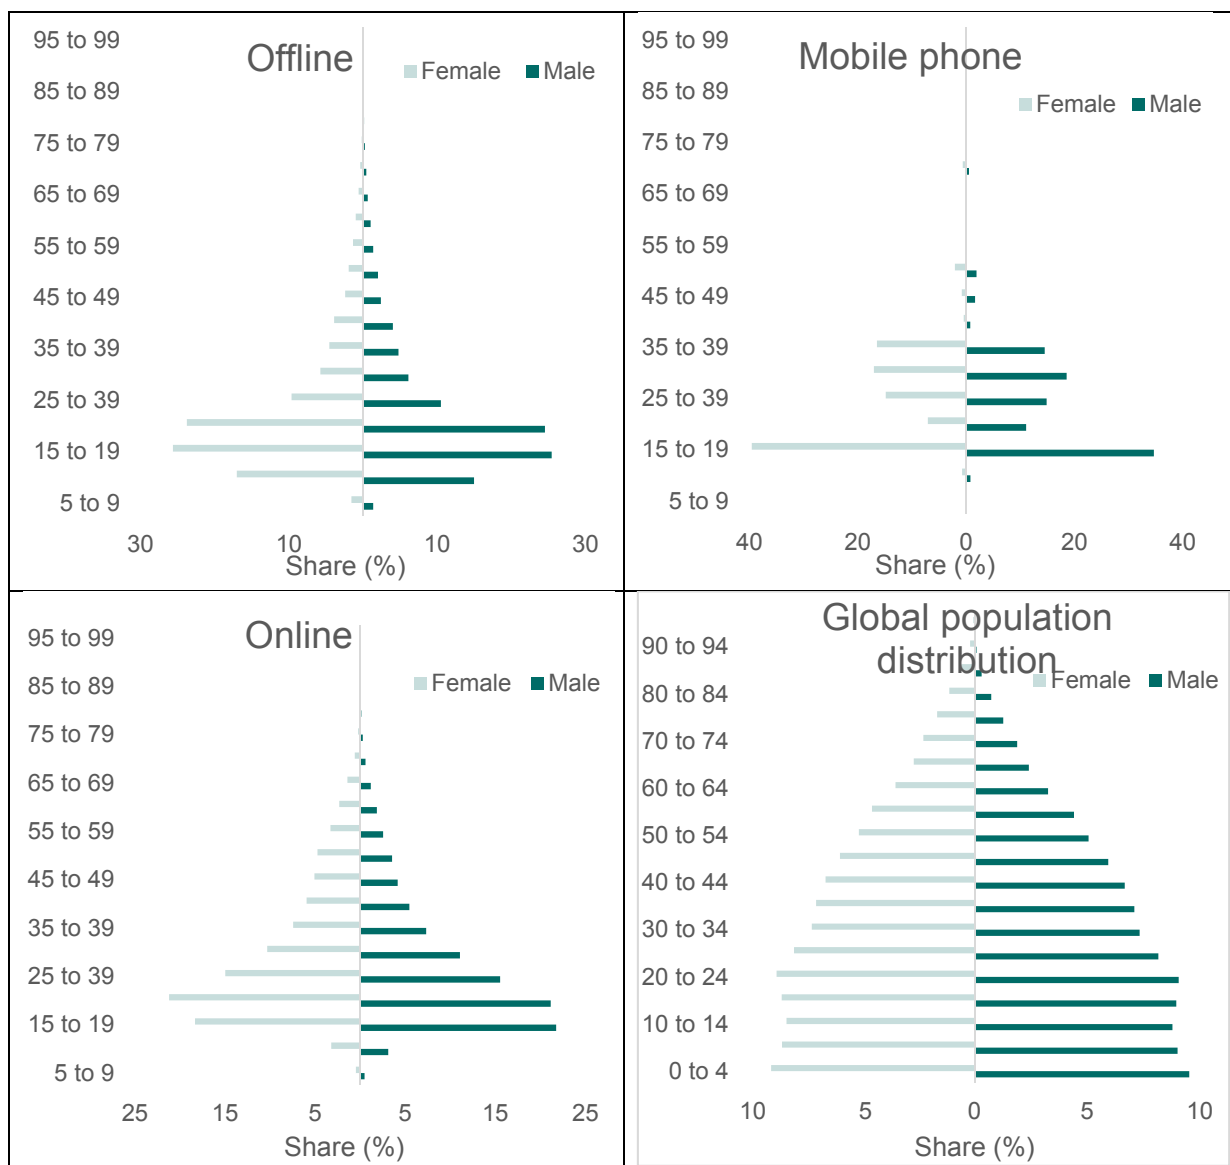 Offline
Female Male
95 to 99
85 to 89
75 to 79
65 to 69
55 to 59
45 to 49
35 to 39
25 to 39
15 to 19
5 to 9
30 10 10 30
Share (%)
Mobile phone
Female Male
95 to 99
85 to 89
75 to 79
65 to 69
55 to 59
45 to 49
35 to 39
25 to 39
15 to 19
5 to 9
40 20 0 20 40
Share (%)
Online
Female Male
95 to 99
85 to 89
75 to 79
65 to 69
55 to 59
45 to 49
35 to 39
25 to 39
15 to 19
5 to 9
25 15 5 5 15 25
Share (%)
Global population
distribution
Female Male
90 to 94
80 to 84
70 to 74
60 to 64
50 to 54
40 to 44
30 to 34
20 to 24
10 to 14
0 to 4
10 5 0 5 10
Share (%)